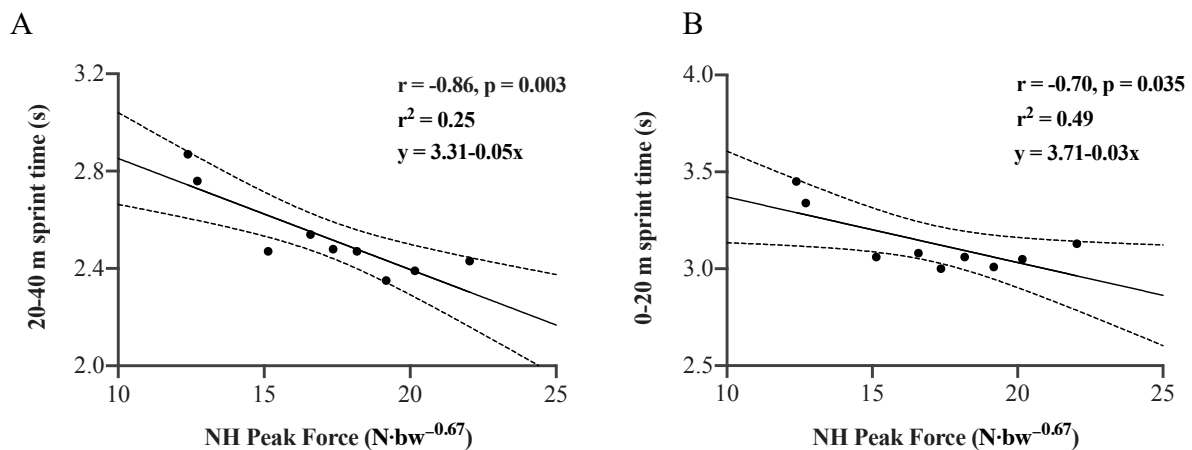 A
r = -0.86, p = 0.003
r² = 0.25
y = 3.31-0.05x
20-40 m sprint time (s)
3.2
2.8
2.4
2.0
10
15
20
25
NH Peak Force (N·bw⁻⁰·⁶⁷)
B
r = -0.70, p = 0.035
r² = 0.49
y = 3.71-0.03x
0-20 m sprint time (s)
4.0
3.5
3.0
2.5
10
15
20
25
NH Peak Force (N·bw⁻⁰·⁶⁷)